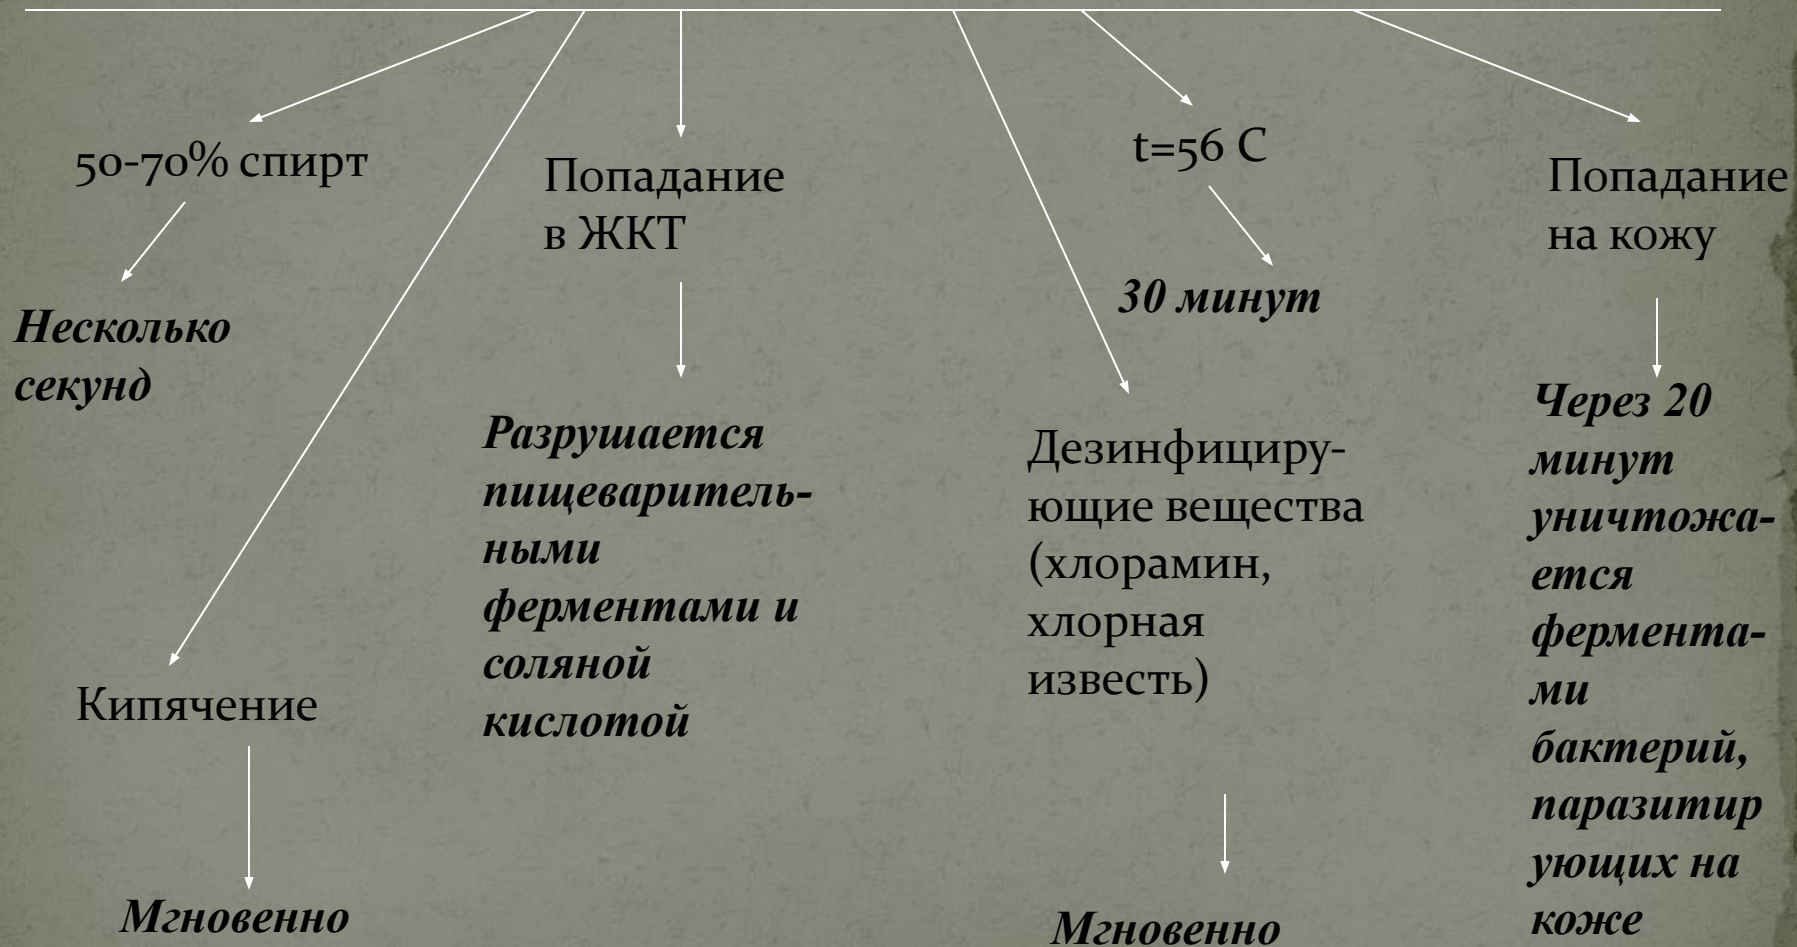 50-70% спирт
Несколько
секунд
Кипячение
Мгновенно
Попадание
в ЖКТ
Разрушается
пищеваритель-
ными
ферментами и
соляной
кислотой
t=56 С
30 минут
Дезинфициру-
ющие вещества
(хлорамин,
хлорная
известь)
Мгновенно
Попадание
на кожу
Через 20
минут
уничтожа-
ется
фермента-
ми
бактерий,
паразитир
ующих на
коже